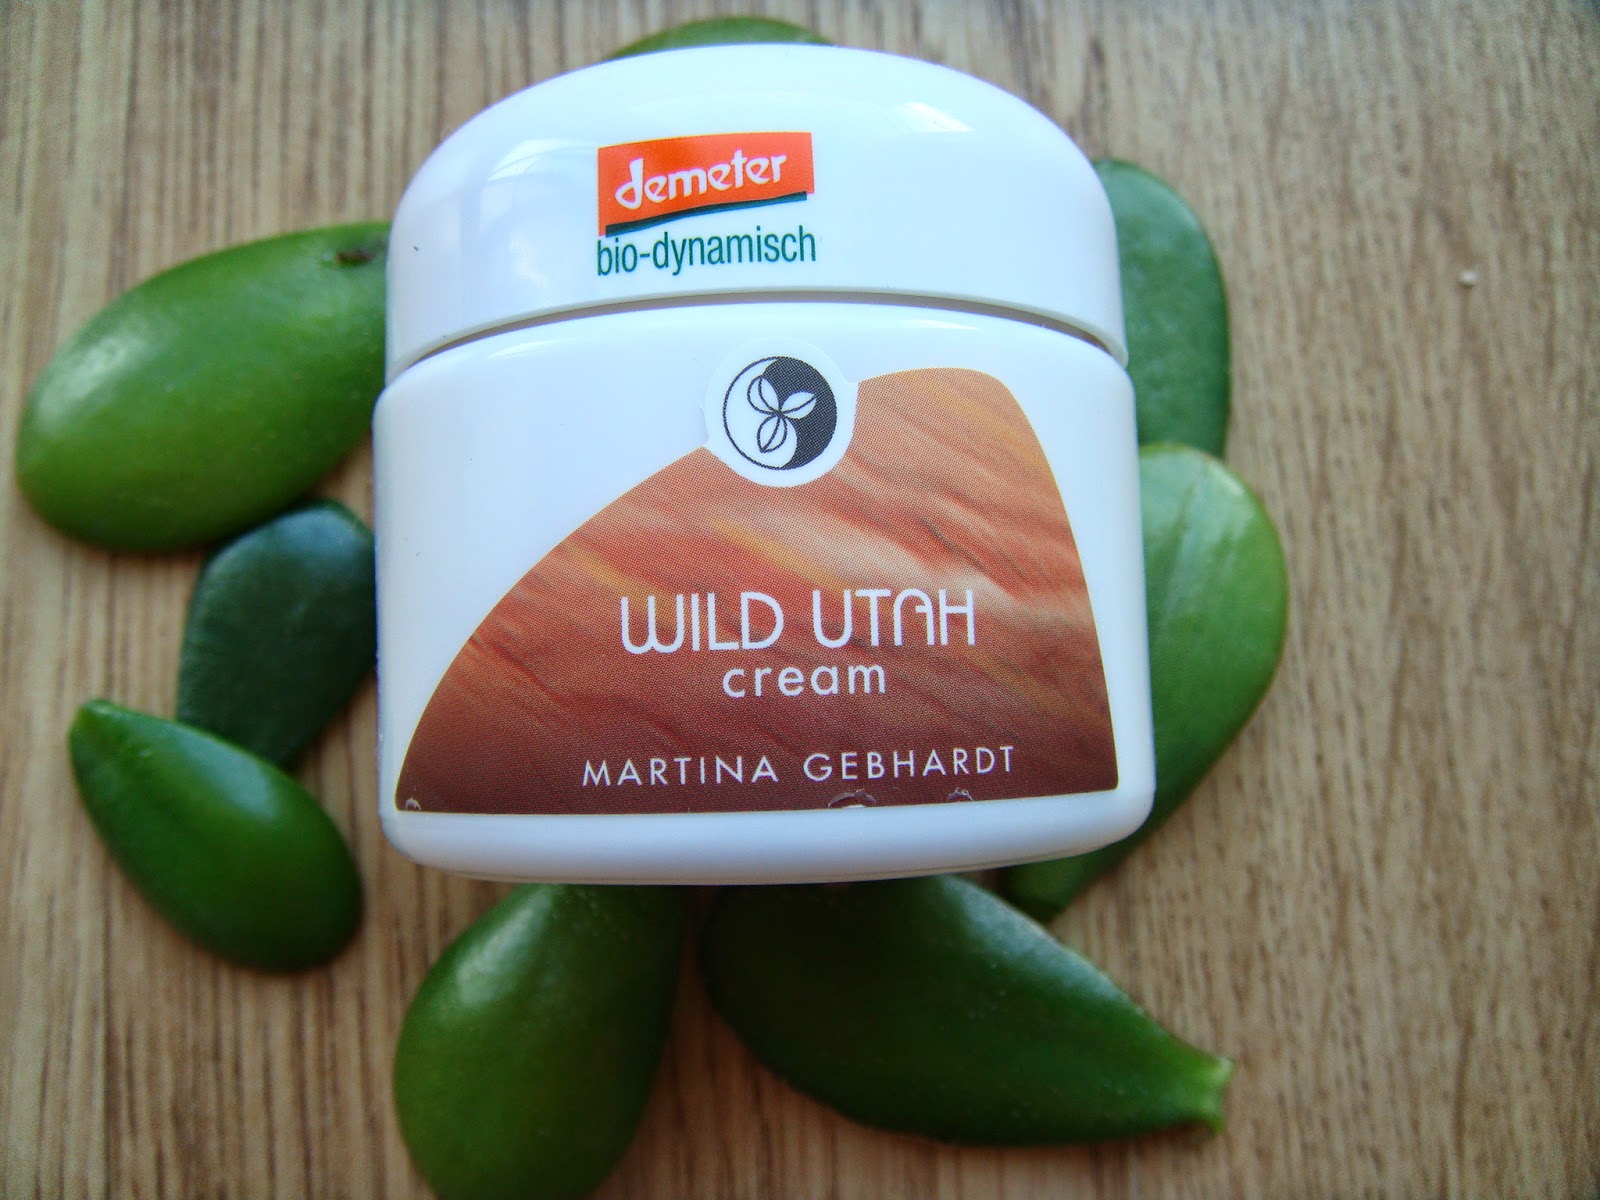 demeter
bio-dynamisch
WILD UTAH
cream
MARTINA GEBHARDT